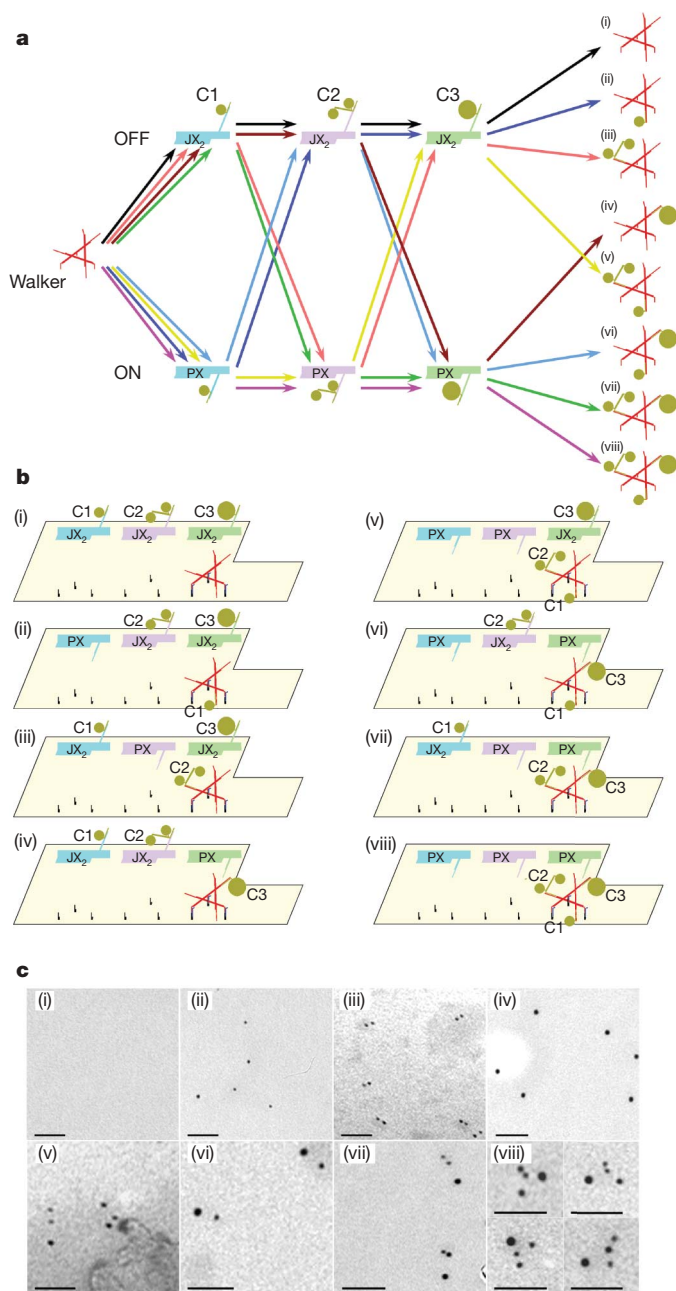 a
(i)
C1
C2
C3
(ii)
OFF
JX2
JX2
JX2
(iii)
(iv)
Walker
(v)
(vi)
ON
PX
PX
PX
(vii)
(viii)
b
(i)
C1
C2
C3
JX2
JX2
JX2
(ii)
C2
C3
PX
JX2
JX2
C1
(iii)
C1
C3
JX2
PX
JX2
C2
(iv)
C1
C2
JX2
JX2
PX
C3
(v)
C3
PX
PX
JX2
C2
C1
(vi)
C2
PX
JX2
PX
C3
C1
(vii)
C1
JX2
PX
PX
C2
C3
(viii)
PX
PX
PX
C2
C3
C1
c
(i)
(ii)
(iii)
(iv)
(v)
(vi)
(vii)
(viii)